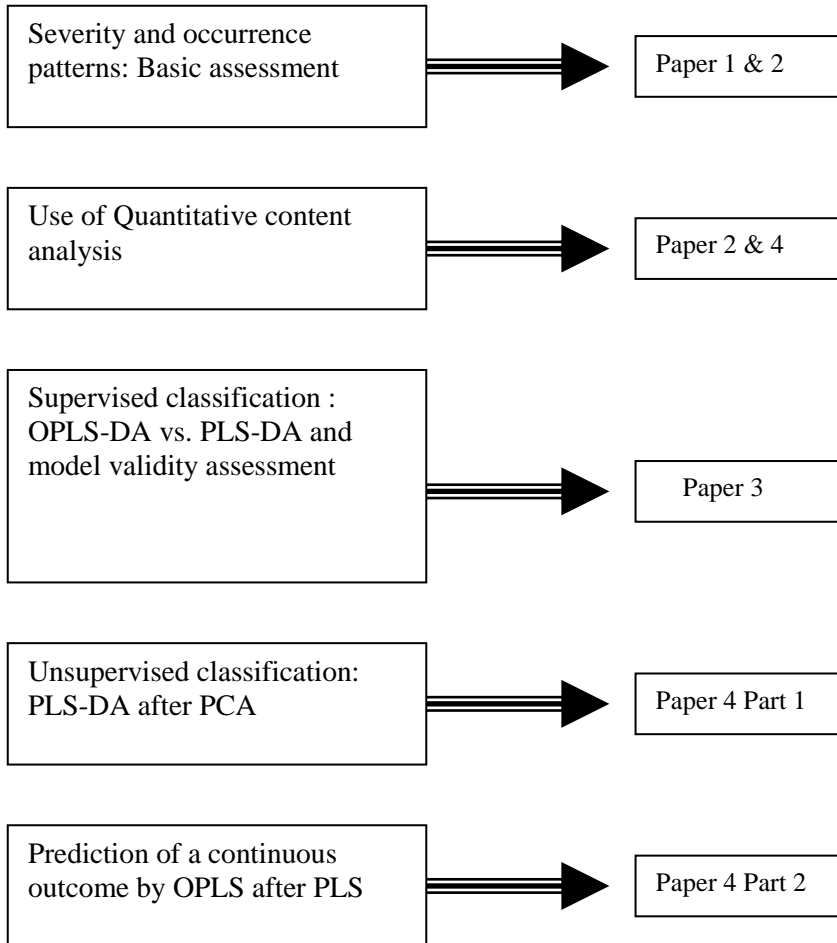 Severity and occurrence
patterns: Basic assessment
Paper 1 & 2
Use of Quantitative content
analysis
Paper 2 & 4
Supervised classification :
OPLS-DA vs. PLS-DA and
model validity assessment
Paper 3
Unsupervised classification:
PLS-DA after PCA
Paper 4 Part 1
Prediction of a continuous
outcome by OPLS after PLS
Paper 4 Part 2